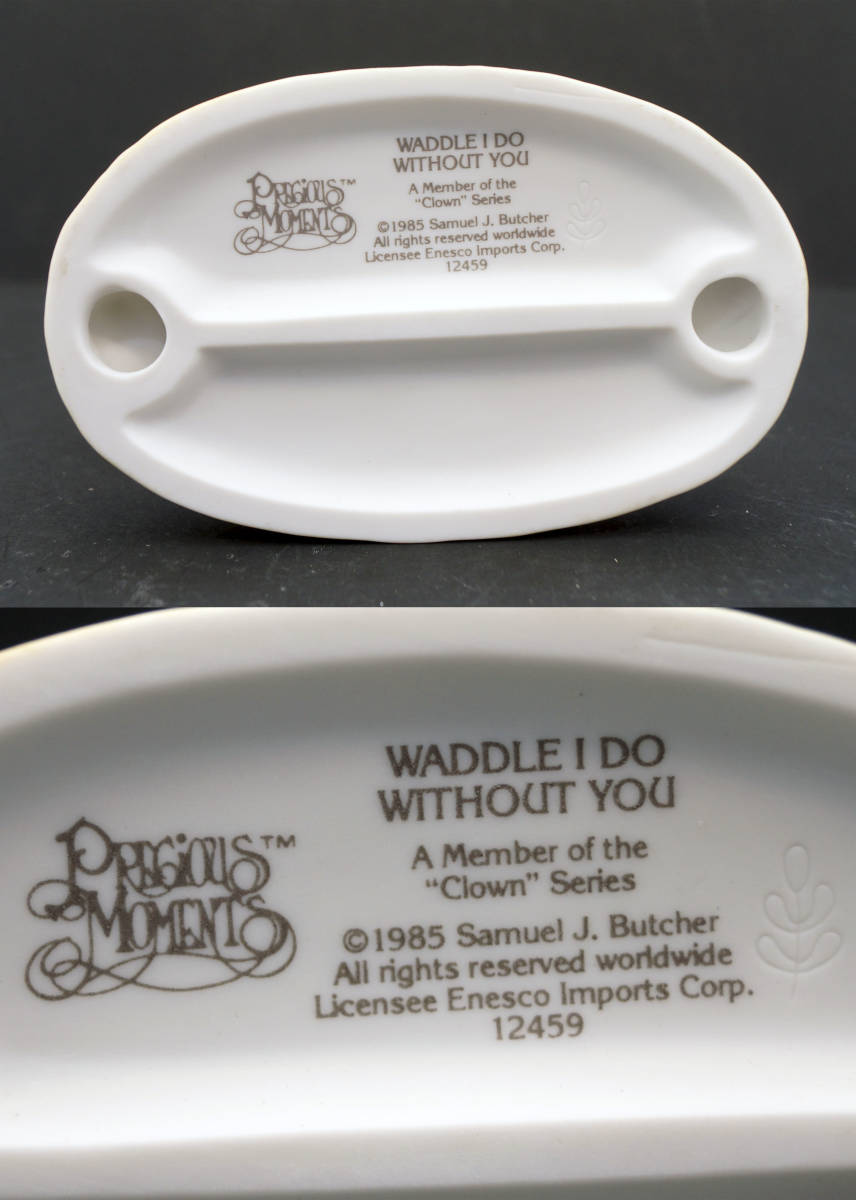 WADDLE I DO
WITHOUT YOU
A Member of the
"Clown" Series
PRECIOUS™
MOMENTS
©1985 Samuel J. Butcher
All rights reserved worldwide
Licensee Enesco Imports Corp.
12459
WADDLE I DO
WITHOUT YOU
A Member of the
"Clown" Series
PRECIOUS™
MOMENTS
©1985 Samuel J. Butcher
All rights reserved worldwide
Licensee Enesco Imports Corp.
12459